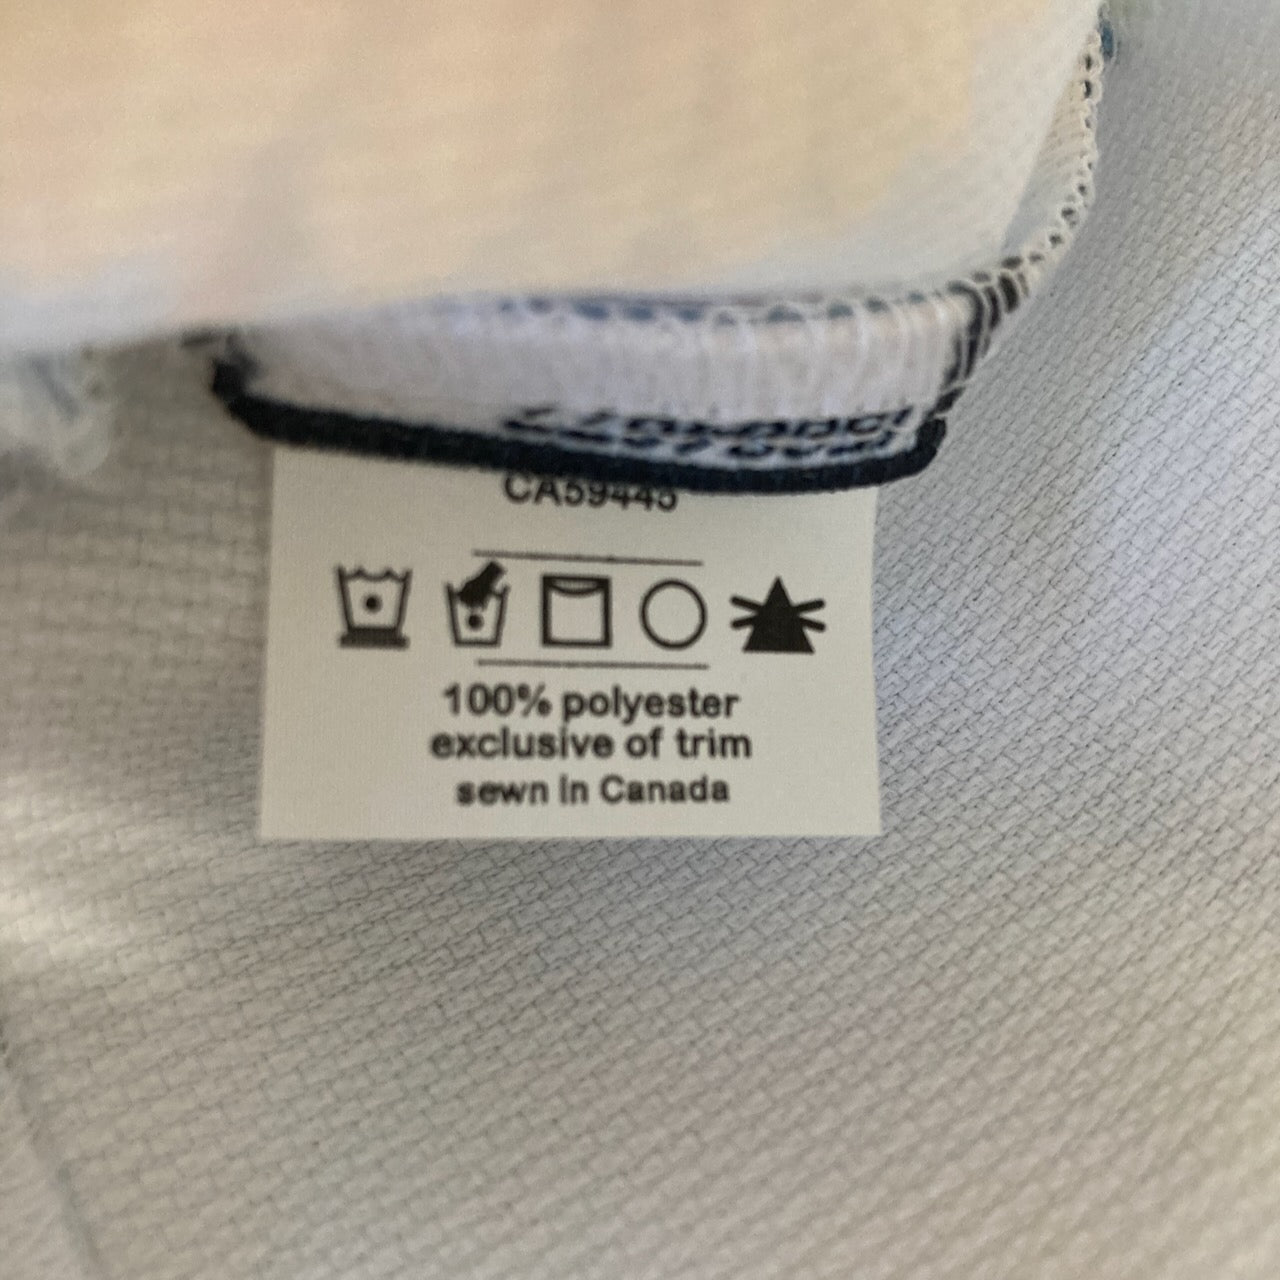 CA59445
100% polyester
exclusive of trim
sewn in Canada